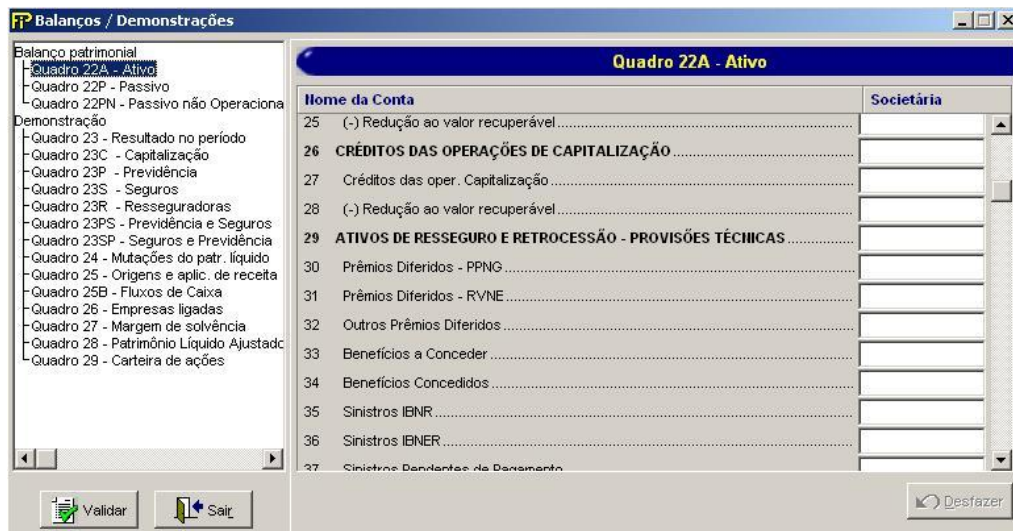 FIP Balanços / Demonstrações
Balanço patrimonial
Quadro 22A - Ativo
Quadro 22P - Passivo
Quadro 22PN - Passivo não Operaciona
Demonstração
Quadro 23 - Resultado no período
Quadro 23C - Capitalização
Quadro 23P - Previdência
Quadro 23S - Seguros
Quadro 23R - Resseguradoras
Quadro 23PS - Previdência e Seguros
Quadro 23SP - Seguros e Previdência
Quadro 24 - Mutações do patr. líquido
Quadro 25 - Origens e aplic. de receita
Quadro 25B - Fluxos de Caixa
Quadro 26 - Empresas ligadas
Quadro 27 - Margem de solvência
Quadro 28 - Patrimônio Líquido Ajustadc
Quadro 29 - Carteira de ações
Validar
Sair
Quadro 22A - Ativo
Nome da Conta Societária
25 (-) Redução ao valor recuperável
26 CRÉDITOS DAS OPERAÇÕES DE CAPITALIZAÇÃO
27 Créditos das oper. Capitalização
28 (-) Redução ao valor recuperável
29 ATIVOS DE RESSEGURO E RETROCESSÃO - PROVISÕES TÉCNICAS
30 Prêmios Diferidos - PPNG
31 Prêmios Diferidos - RVNE
32 Outros Prêmios Diferidos
33 Benefícios a Conceder
34 Benefícios Concedidos
35 Sinistros IBNR
36 Sinistros IBNER
37 Sinistros Pendentes de Pagamento
Desfazer